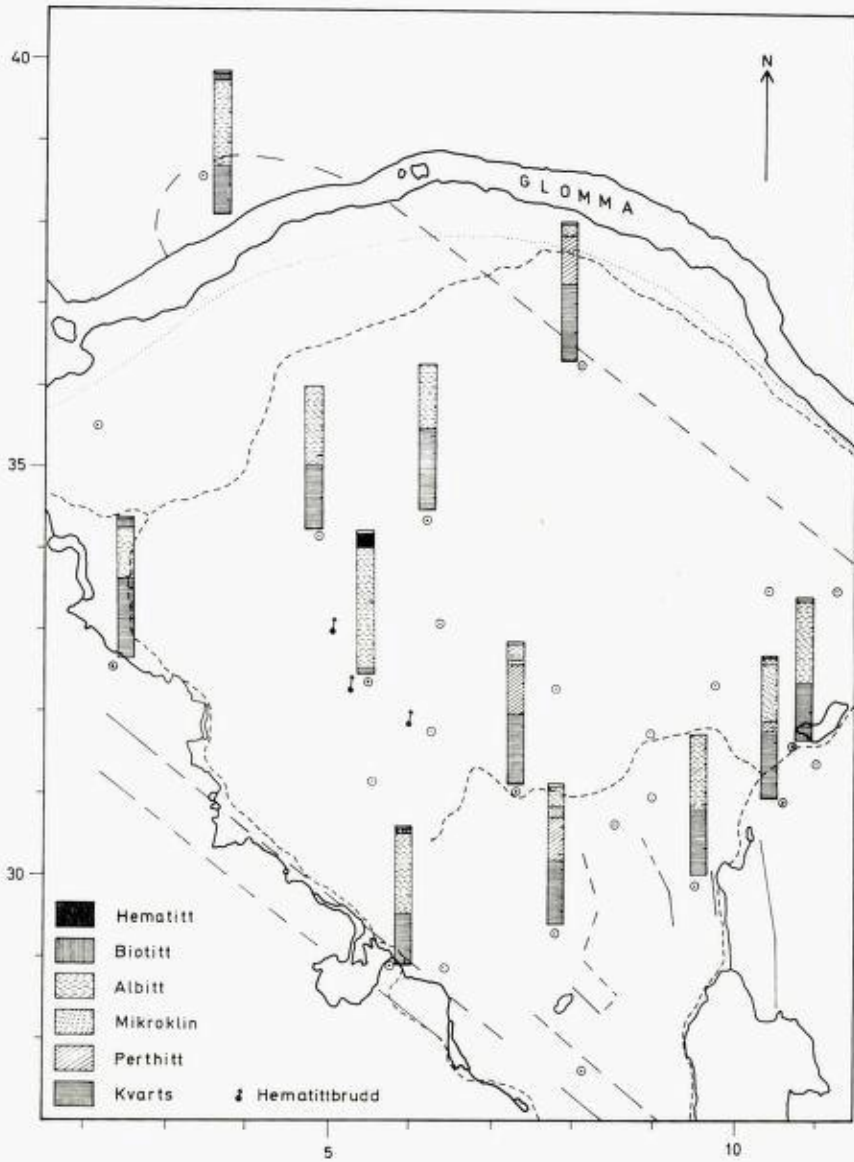 40
N
GLOMMA
35
30
Hematitt
Biotitt
Albitt
Mikroklin
Perthitt
Kvarts
Hematittbrudd
5
10